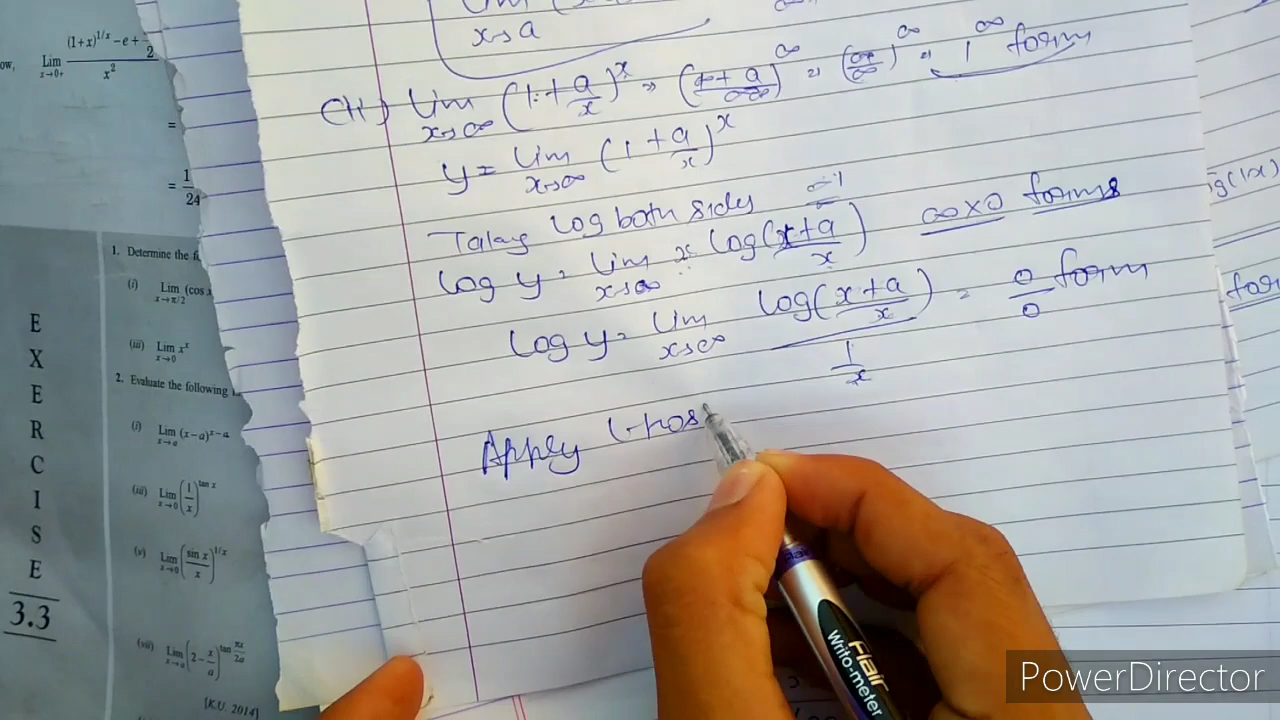 x→a
(ii) Lim x→∞ (1+a/x)^x = (x+a/∞)^∞ = (∞/∞)^∞ = 1^∞ form
y = Lim x→∞ (1+a/x)^x
Taking log both sides
log y = Lim x→∞ x log(x+a/x) ∞×0 forms
log y = Lim x→∞ log(x+a/x) / 1/x = 0/0 form
Apply L-hos
Lim x→0+ (1+x)^1/x − e + / 2 / x²
=
= 1/24
EXERCISE
3.3
1. Determine the f
(i) Lim x→π/2 (cos x
(iii) Lim x→0 x^x
2. Evaluate the following
(i) Lim x→a (x−a)^x−a
(iii) Lim x→0 (1/x)^tan x
(v) Lim x→0 (sin x/x)^1/x
(vii) Lim x→a (2−x/a)^tan πx/2a
[K.U. 2014]
Flair
Writo-meter
PowerDirector